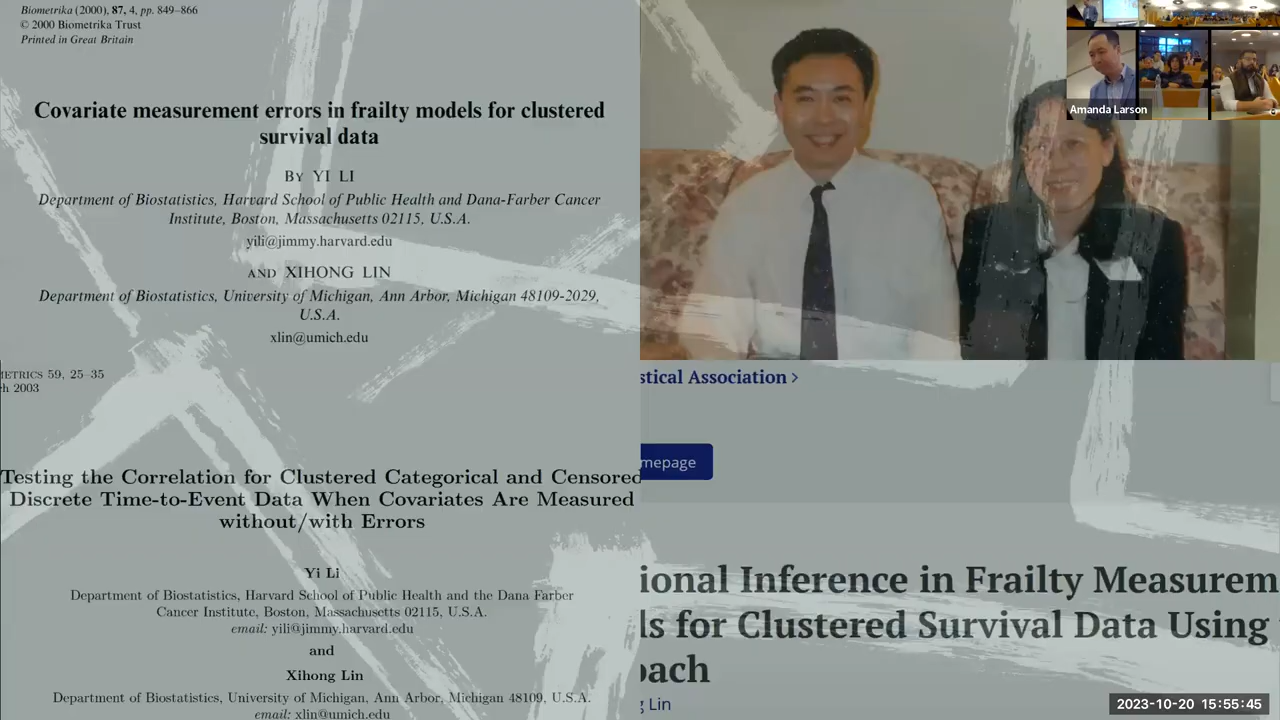 Biometrika (2000), 87, 4, pp. 849–866
© 2000 Biometrika Trust
Printed in Great Britain
Covariate measurement errors in frailty models for clustered
survival data
BY YI LI
Department of Biostatistics, Harvard School of Public Health and Dana-Farber Cancer
Institute, Boston, Massachusetts 02115, U.S.A.
yili@jimmy.harvard.edu
AND XIHONG LIN
Department of Biostatistics, University of Michigan, Ann Arbor, Michigan 48109-2029,
U.S.A.
xlin@umich.edu
Amanda Larson
METRICS 59, 25–35
ch 2003
Testing the Correlation for Clustered Categorical and Censored
Discrete Time-to-Event Data When Covariates Are Measured
without/with Errors
Yi Li
Department of Biostatistics, Harvard School of Public Health and the Dana Farber
Cancer Institute, Boston, Massachusetts 02115, U.S.A.
email: yili@jimmy.harvard.edu
and
Xihong Lin
Department of Biostatistics, University of Michigan, Ann Arbor, Michigan 48109, U.S.A.
email: xlin@umich.edu
stical Association >
mepage
ional Inference in Frailty Measurem
ls for Clustered Survival Data Using
oach
g Lin
2023-10-20 15:55:45